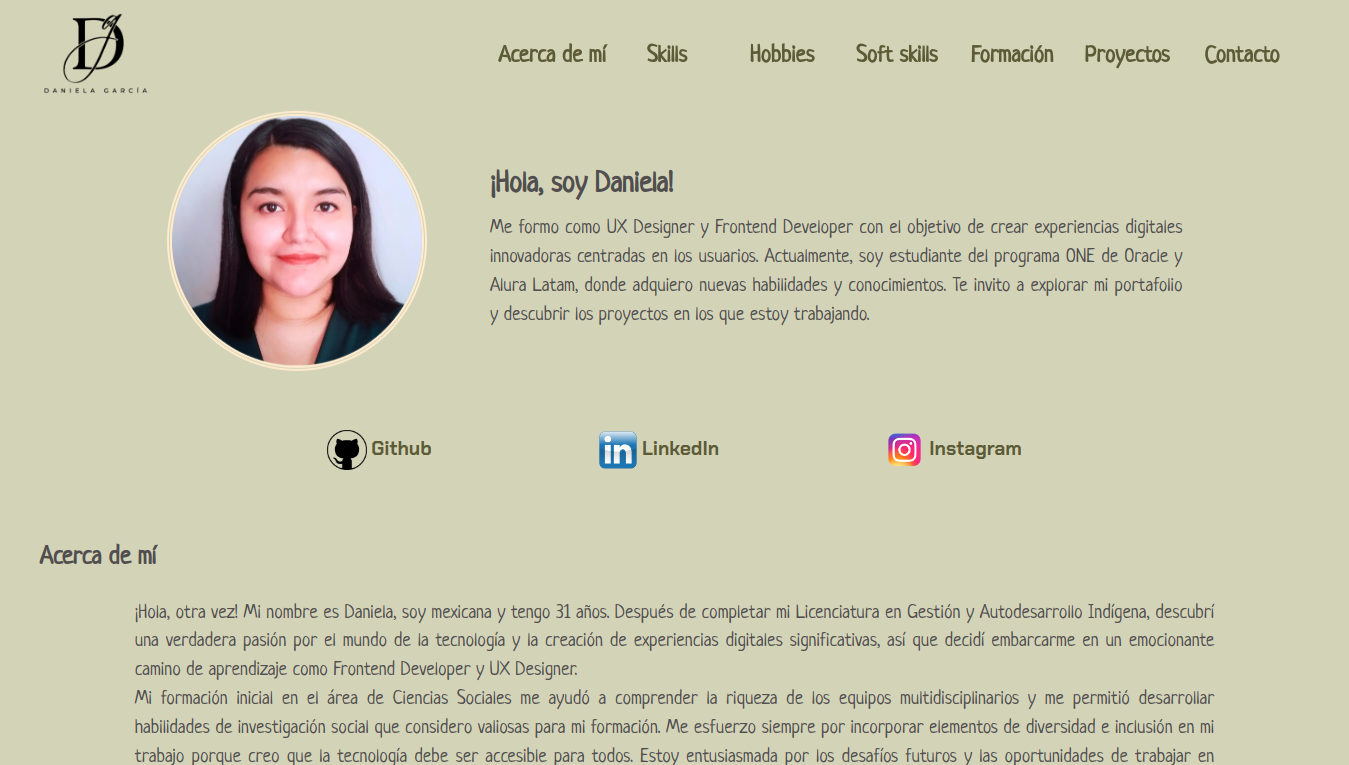 DANIELA GARCÍA
Acerca de mí Skills Hobbies Soft skills Formación Proyectos Contacto
¡Hola, soy Daniela!
Me formo como UX Designer y Frontend Developer con el objetivo de crear experiencias digitales
innovadoras centradas en los usuarios. Actualmente, soy estudiante del programa ONE de Oracle y
Alura Latam, donde adquiero nuevas habilidades y conocimientos. Te invito a explorar mi portafolio
y descubrir los proyectos en los que estoy trabajando.
Github LinkedIn Instagram
Acerca de mí
¡Hola, otra vez! Mi nombre es Daniela, soy mexicana y tengo 31 años. Después de completar mi Licenciatura en Gestión y Autodesarrollo Indígena, descubrí
una verdadera pasión por el mundo de la tecnología y la creación de experiencias digitales significativas, así que decidí embarcarme en un emocionante
camino de aprendizaje como Frontend Developer y UX Designer.
Mi formación inicial en el área de Ciencias Sociales me ayudó a comprender la riqueza de los equipos multidisciplinarios y me permitió desarrollar
habilidades de investigación social que considero valiosas para mi formación. Me esfuerzo siempre por incorporar elementos de diversidad e inclusión en mi
trabajo porque creo que la tecnología debe ser accesible para todos. Estoy entusiasmada por los desafíos futuros y las oportunidades de trabajar en